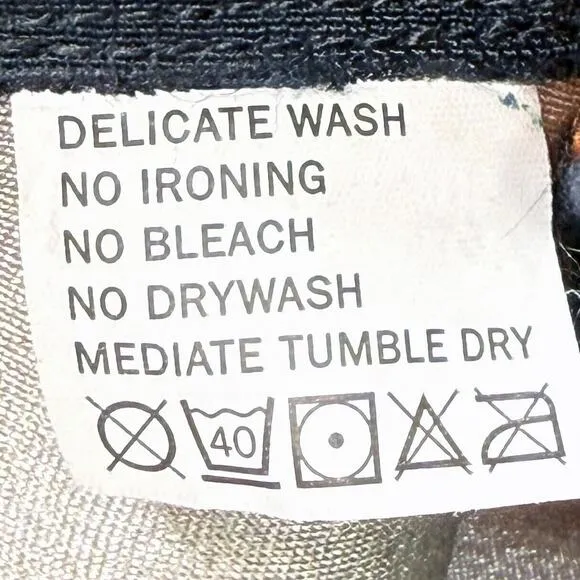 DELICATE WASH
NO IRONING
NO BLEACH
NO DRYWASH
MEDIATE TUMBLE DRY
40